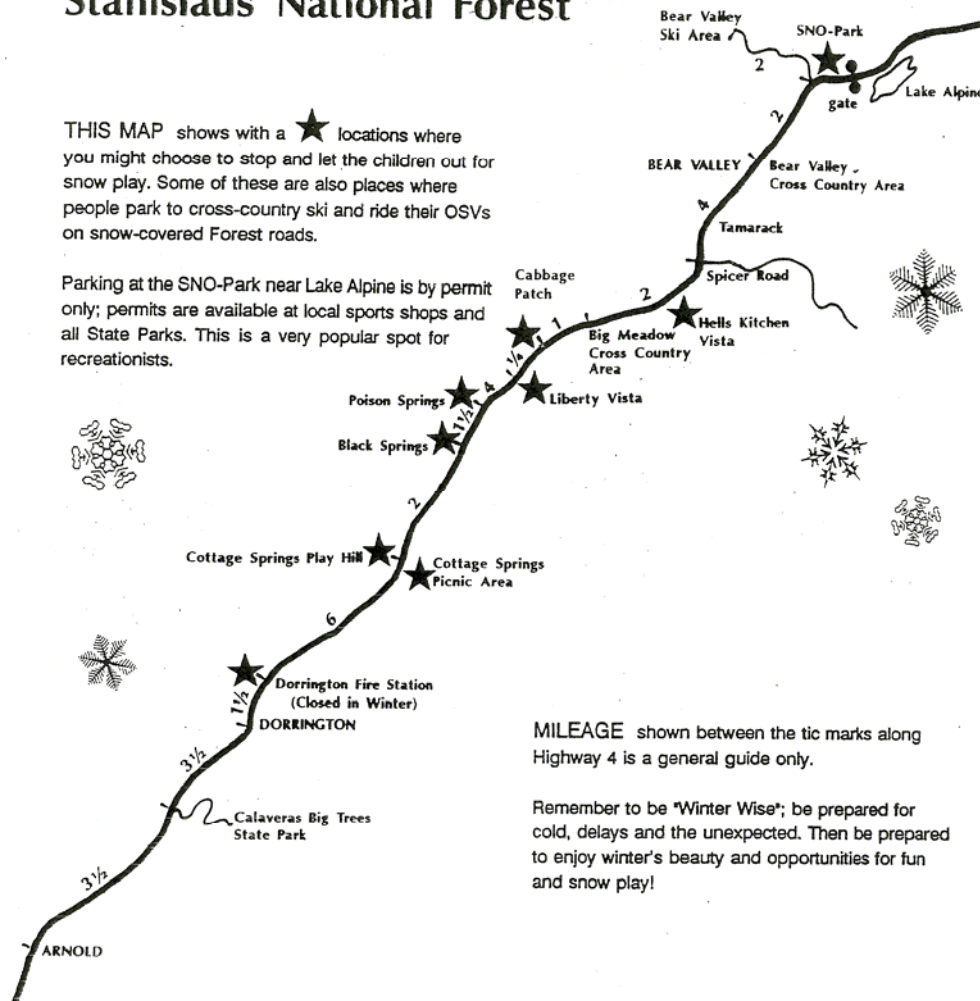 Stanislaus National Forest
Bear Valley
Ski Area
2
SNO-Park
gate
Lake Alpine
THIS MAP shows with a ★ locations where
you might choose to stop and let the children out for
snow play. Some of these are also places where
people park to cross-country ski and ride their OSVs
on snow-covered Forest roads.
Parking at the SNO-Park near Lake Alpine is by permit
only; permits are available at local sports shops and
all State Parks. This is a very popular spot for
recreationists.
2
BEAR VALLEY
Bear Valley
Cross Country Area
4
Tamarack
Spicer Road
Cabbage
Patch
2
Hells Kitchen
Vista
1
Big Meadow
Cross Country
Area
1/4
Liberty Vista
4
Poison Springs
1½
Black Springs
2
Cottage Springs Play Hill
Cottage Springs
Picnic Area
6
Dorrington Fire Station
(Closed in Winter)
1½
DORRINGTON
3½
Calaveras Big Trees
State Park
3½
ARNOLD
MILEAGE shown between the tic marks along
Highway 4 is a general guide only.
Remember to be "Winter Wise"; be prepared for
cold, delays and the unexpected. Then be prepared
to enjoy winter's beauty and opportunities for fun
and snow play!